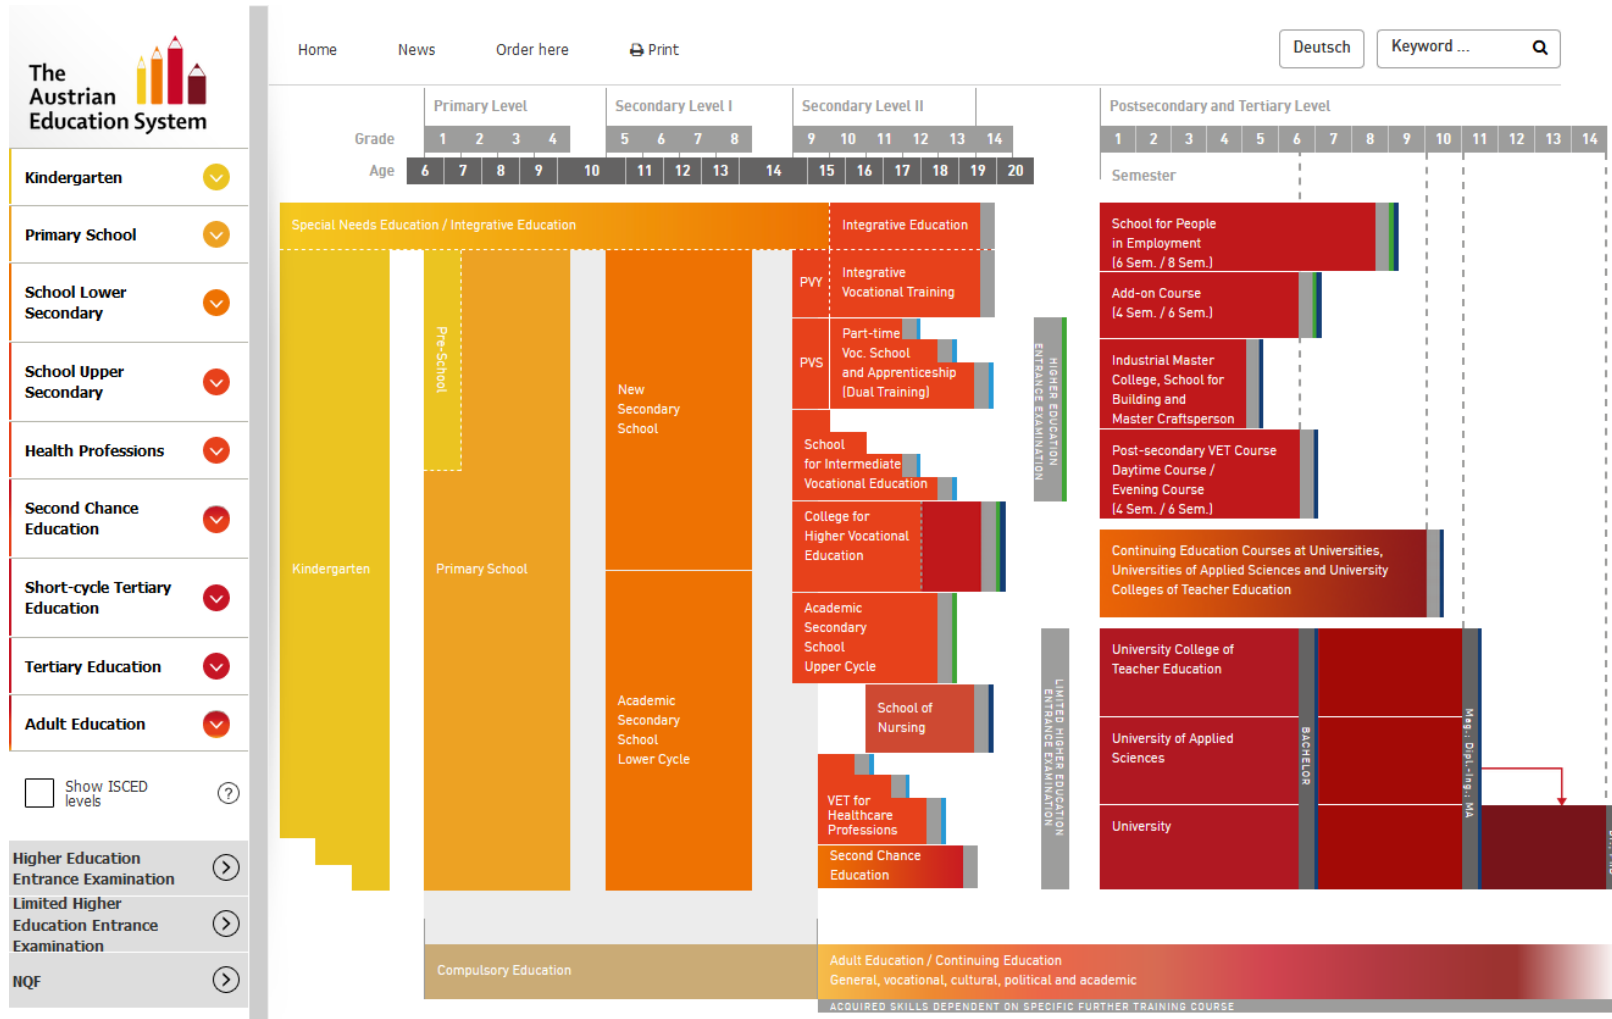 The
Austrian
Education System
Home
News
Order here
Print
Deutsch
Keyword ...
Kindergarten
Primary School
School Lower
Secondary
School Upper
Secondary
Health Professions
Second Chance
Education
Short-cycle Tertiary
Education
Tertiary Education
Adult Education
Show ISCED
levels
?
Higher Education
Entrance Examination
Limited Higher
Education Entrance
Examination
NQF
Primary Level
Secondary Level I
Secondary Level II
Postsecondary and Tertiary Level
Grade
1 2 3 4
5 6 7 8
9 10 11 12 13 14
1 2 3 4 5 6 7 8 9 10 11 12 13 14
Age
6 7 8 9 10 11 12 13 14 15 16 17 18 19 20
Semester
Special Needs Education / Integrative Education
Integrative Education
Kindergarten
Pre-School
Primary School
New
Secondary
School
Academic
Secondary
School
Lower Cycle
PVY
Integrative
Vocational Training
PVS
Part-time
Voc. School
and Apprenticeship
(Dual Training)
School
for Intermediate
Vocational Education
College for
Higher Vocational
Education
Academic
Secondary
School
Upper Cycle
School of
Nursing
VET for
Healthcare
Professions
Second Chance
Education
HIGHER EDUCATION
ENTRANCE EXAMINATION
LIMITED HIGHER EDUCATION
ENTRANCE EXAMINATION
School for People
in Employment
(6 Sem. / 8 Sem.)
Add-on Course
(4 Sem. / 6 Sem.)
Industrial Master
College, School for
Building and
Master Craftsperson
Post-secondary VET Course
Daytime Course /
Evening Course
(4 Sem. / 6 Sem.)
Continuing Education Courses at Universities,
Universities of Applied Sciences and University
Colleges of Teacher Education
University College of
Teacher Education
University of Applied
Sciences
University
BACHELOR
Mag.; Dipl.-Ing.; MA
Compulsory Education
Adult Education / Continuing Education
General, vocational, cultural, political and academic
ACQUIRED SKILLS DEPENDENT ON SPECIFIC FURTHER TRAINING COURSE